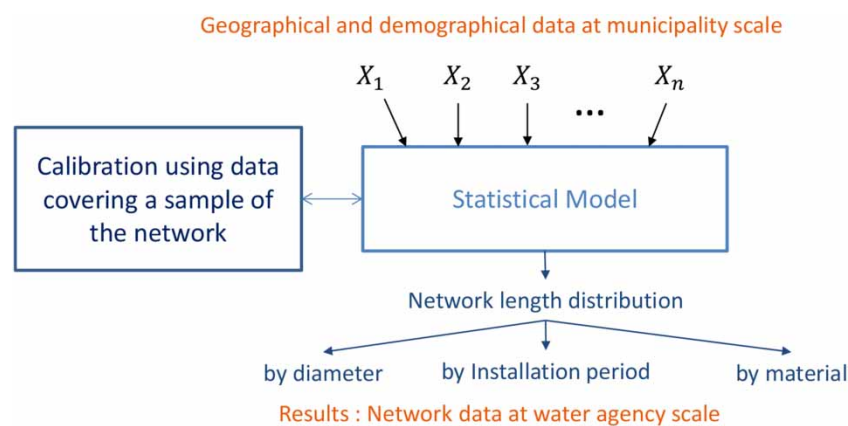 Geographical and demographical data at municipality scale
X₁ X₂ X₃ ... Xₙ
Calibration using data
covering a sample of
the network
Statistical Model
Network length distribution
by diameter by Installation period by material
Results : Network data at water agency scale